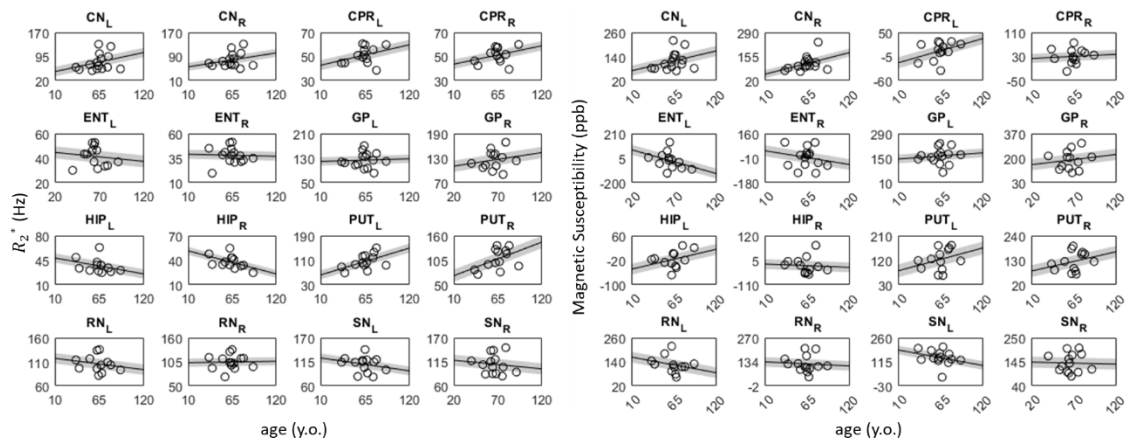 CN_L CN_R CPR_L CPR_R
170 170 70 70
95 90 50 50
20 10 30 30
10 65 120 10 65 120 10 65 120 10 65 120
ENT_L ENT_R GP_L GP_R
60 60 210 190
40 35 130 130
20 10 50 70
10 65 120 10 65 120 10 65 120 10 65 120
HIP_L HIP_R PUT_L PUT_R
80 70 190 160
45 40 110 105
10 10 30 50
10 65 120 10 65 120 10 65 120 10 65 120
RN_L RN_R SN_L SN_R
160 160 170 170
110 105 115 115
60 50 60 60
10 65 120 10 65 120 10 65 120 20 70 120
R₂* (Hz)
age (y.o.)
CN_L CN_R CPR_L CPR_R
260 290 50 110
140 155 -5 30
20 20 -60 -50
10 65 120 10 65 120 10 65 120 10 65 120
ENT_L ENT_R GP_L GP_R
210 160 290 370
5 -10 150 200
-200 -180 10 30
10 65 120 10 65 120 10 65 120 10 65 120
HIP_L HIP_R PUT_L PUT_R
60 120 210 240
-20 5 120 130
-100 -110 30 20
10 65 120 10 65 120 10 65 120 10 65 120
RN_L RN_R SN_L SN_R
260 270 260 250
140 134 115 145
20 -2 -30 40
10 65 120 10 65 120 10 65 120 20 70 120
Magnetic Susceptibility (ppb)
age (y.o.)